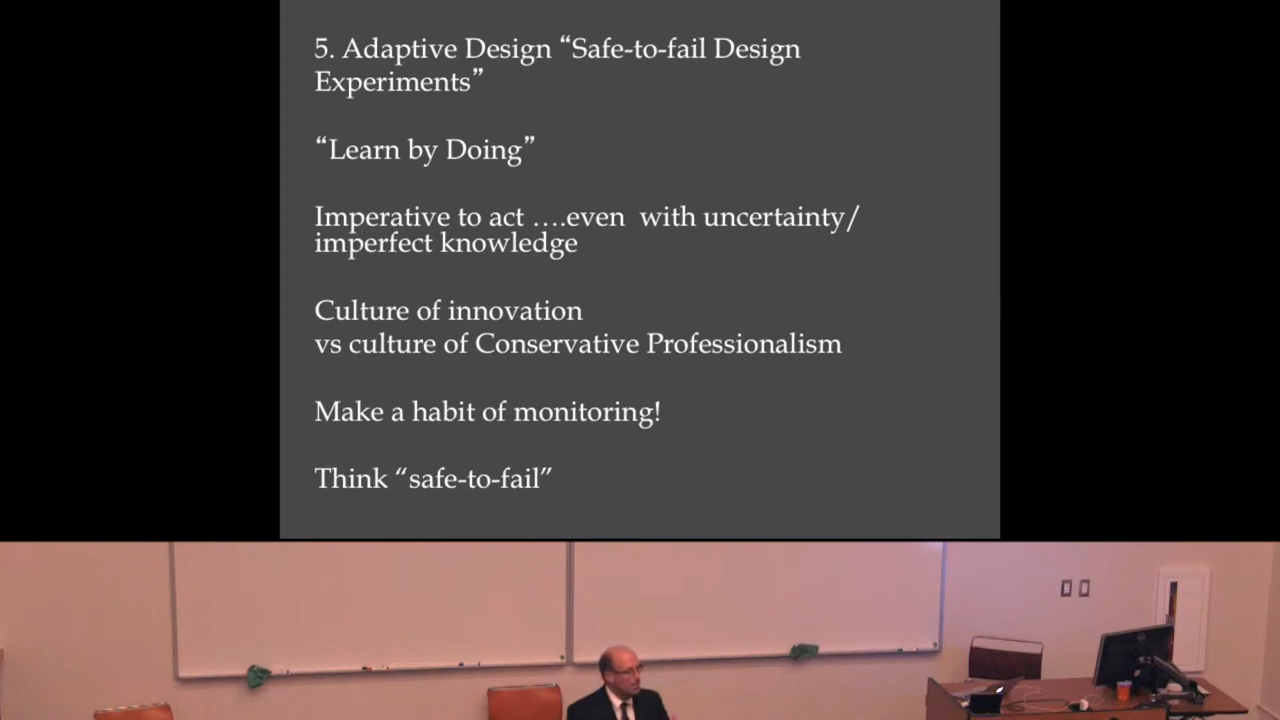 5. Adaptive Design “Safe-to-fail Design
Experiments”
“Learn by Doing”
Imperative to act ….even with uncertainty/
imperfect knowledge
Culture of innovation
vs culture of Conservative Professionalism
Make a habit of monitoring!
Think “safe-to-fail”